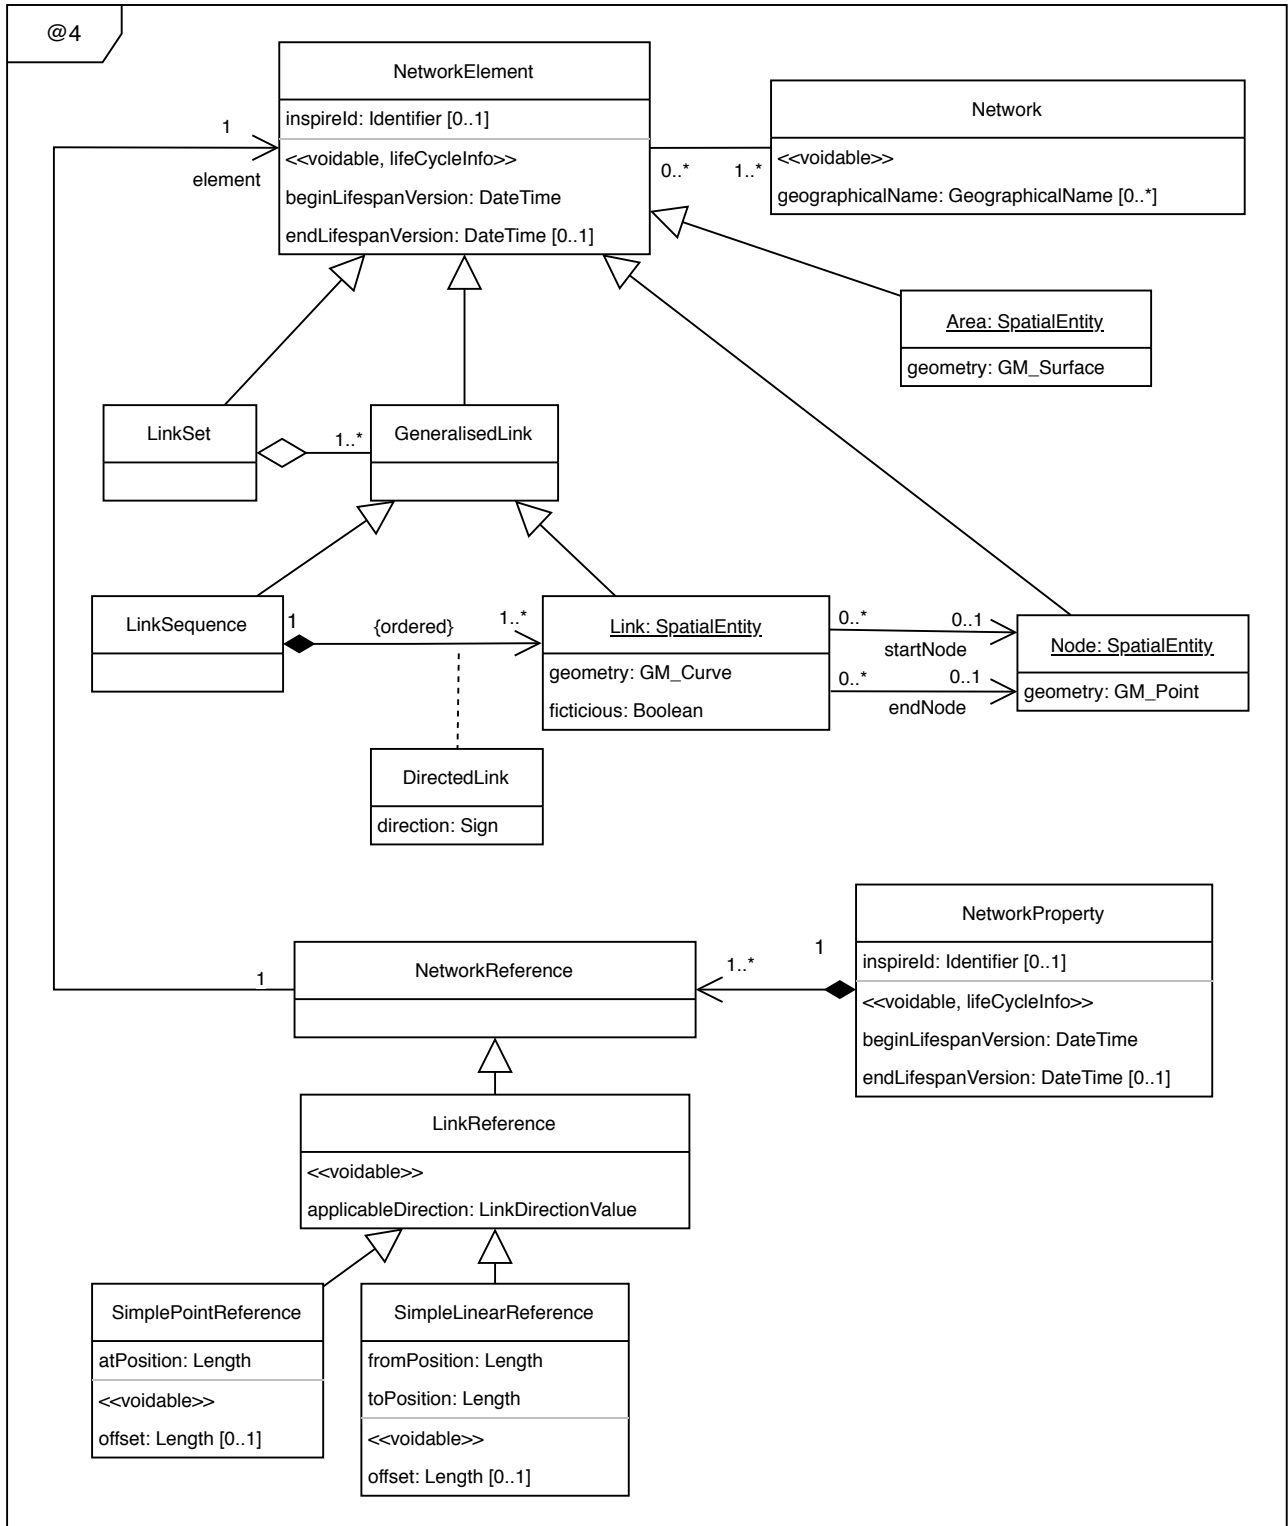 @4
NetworkElement
inspireId: Identifier [0..1]
<<voidable, lifeCycleInfo>>
beginLifespanVersion: DateTime
endLifespanVersion: DateTime [0..1]
1
element
0..*
1..*
Network
<<voidable>>
geographicalName: GeographicalName [0..*]
Area: SpatialEntity
geometry: GM_Surface
LinkSet
1..*
GeneralisedLink
LinkSequence
1
{ordered}
1..*
Link: SpatialEntity
geometry: GM_Curve
ficticious: Boolean
0..*
0..1
startNode
0..*
0..1
endNode
Node: SpatialEntity
geometry: GM_Point
DirectedLink
direction: Sign
NetworkProperty
inspireId: Identifier [0..1]
<<voidable, lifeCycleInfo>>
beginLifespanVersion: DateTime
endLifespanVersion: DateTime [0..1]
1
1..*
NetworkReference
1
LinkReference
<<voidable>>
applicableDirection: LinkDirectionValue
SimplePointReference
atPosition: Length
<<voidable>>
offset: Length [0..1]
SimpleLinearReference
fromPosition: Length
toPosition: Length
<<voidable>>
offset: Length [0..1]